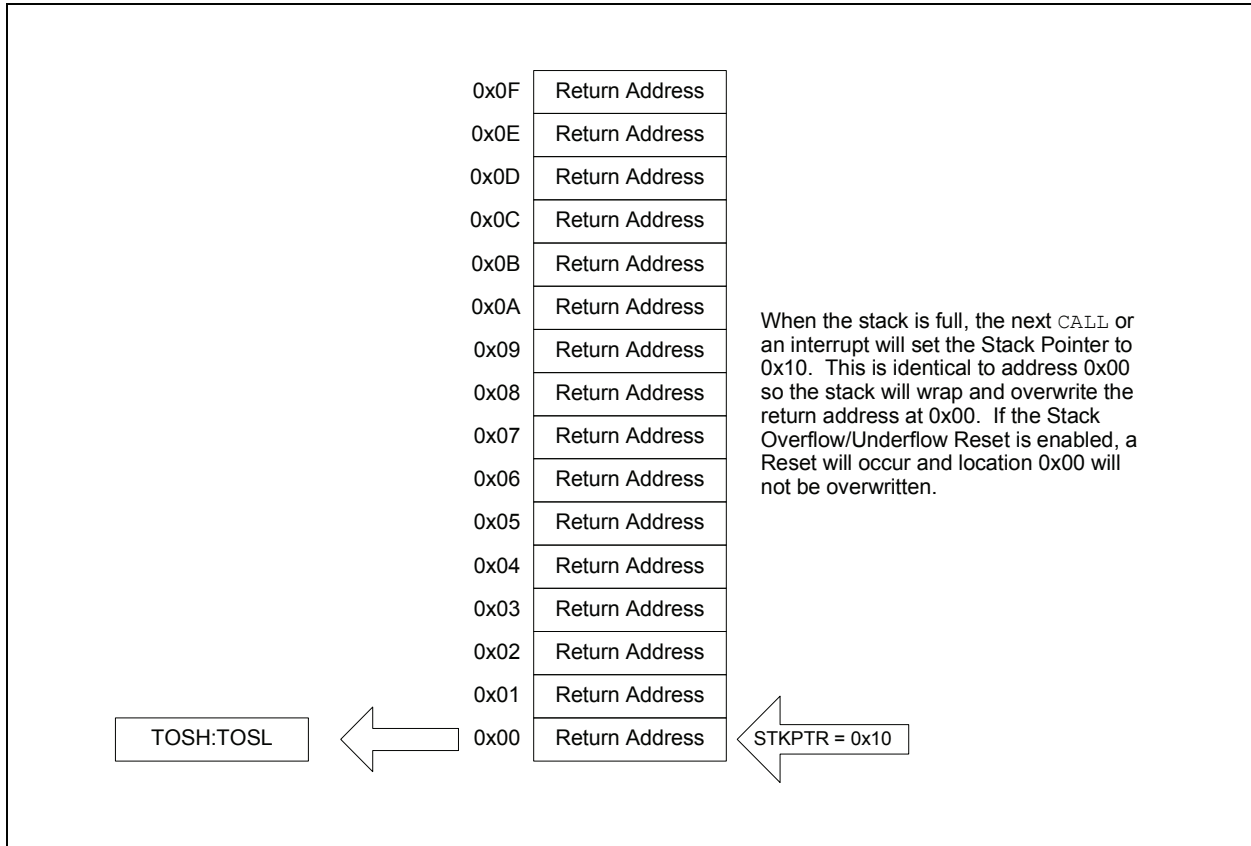 0x0F Return Address
0x0E Return Address
0x0D Return Address
0x0C Return Address
0x0B Return Address
0x0A Return Address
0x09 Return Address
0x08 Return Address
0x07 Return Address
0x06 Return Address
0x05 Return Address
0x04 Return Address
0x03 Return Address
0x02 Return Address
0x01 Return Address
TOSH:TOSL 0x00 Return Address STKPTR = 0x10
When the stack is full, the next CALL or
an interrupt will set the Stack Pointer to
0x10. This is identical to address 0x00
so the stack will wrap and overwrite the
return address at 0x00. If the Stack
Overflow/Underflow Reset is enabled, a
Reset will occur and location 0x00 will
not be overwritten.